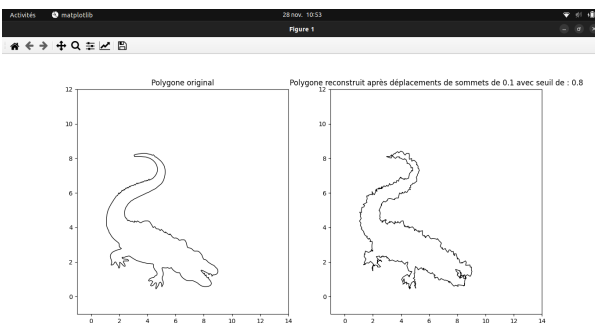 Activités matplotlib 28 nov. 10:53
Figure 1
Polygone original
Polygone reconstruit après déplacements de sommets de 0.1 avec seuil de : 0.8
12
10
8
6
4
2
0
0 2 4 6 8 10 12 14
12
10
8
6
4
2
0
0 2 4 6 8 10 12 14